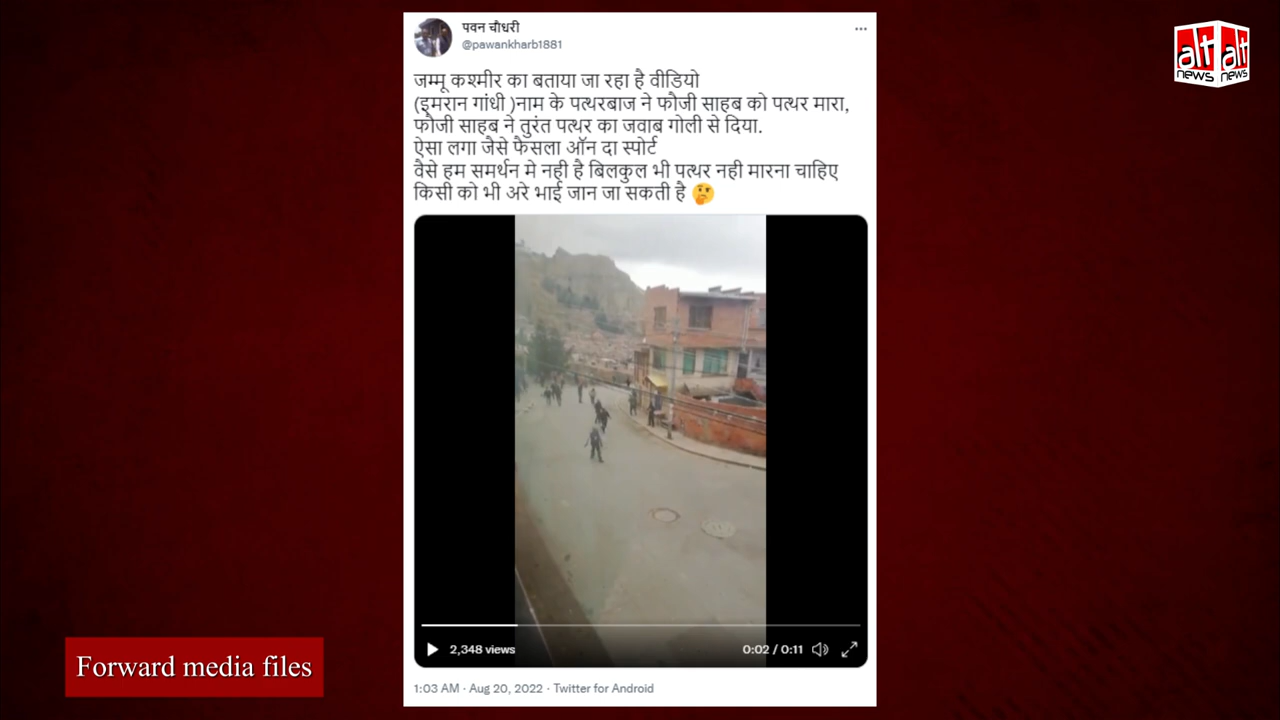 पवन चौधरी
@pawankharb1881
जम्मू कश्मीर का बताया जा रहा है वीडियो
(इमरान गांधी )नाम के पत्थरबाज ने फौजी साहब को पत्थर मारा,
फौजी साहब ने तुरंत पत्थर का जवाब गोली से दिया.
ऐसा लगा जैसे फैसला ऑन दा स्पोर्ट
वैसे हम समर्थन मे नही है बिलकुल भी पत्थर नही मारना चाहिए
किसी को भी अरे भाई जान जा सकती है 🤔
2,348 views
0:02 / 0:11
1:03 AM · Aug 20, 2022 · Twitter for Android
alt news alt news
Forward media files